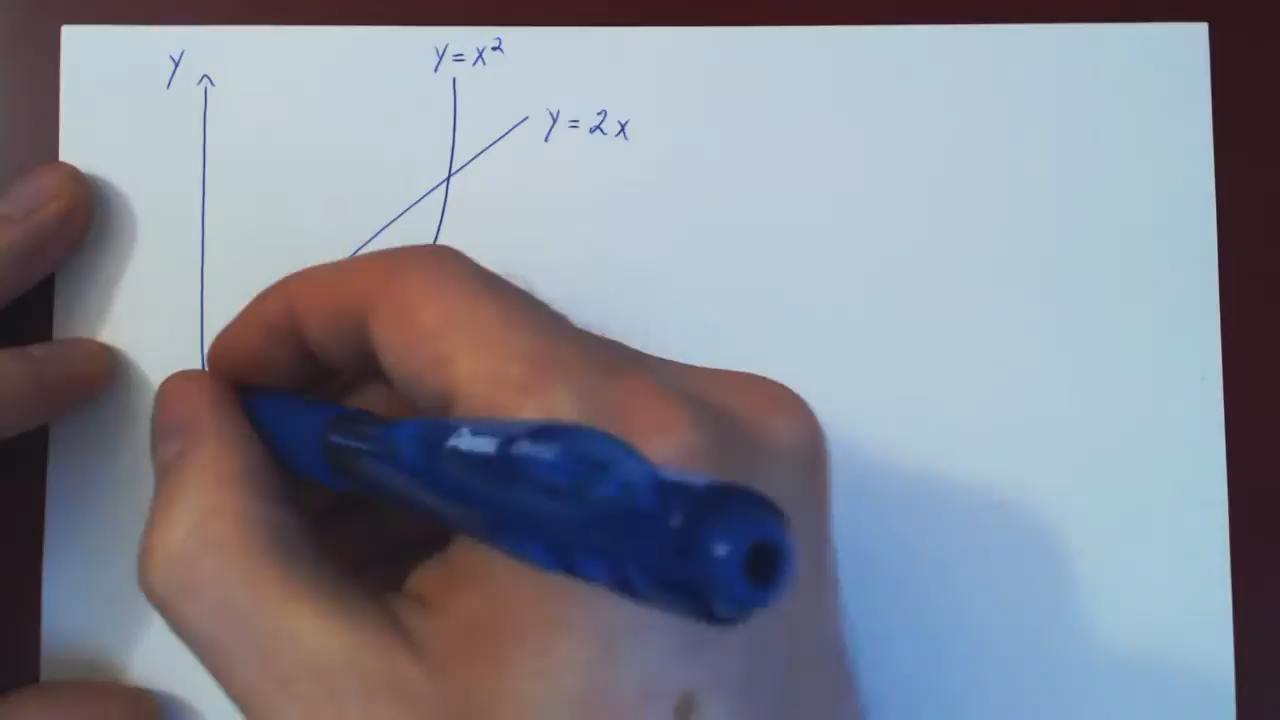 y
y = x²
y = 2x